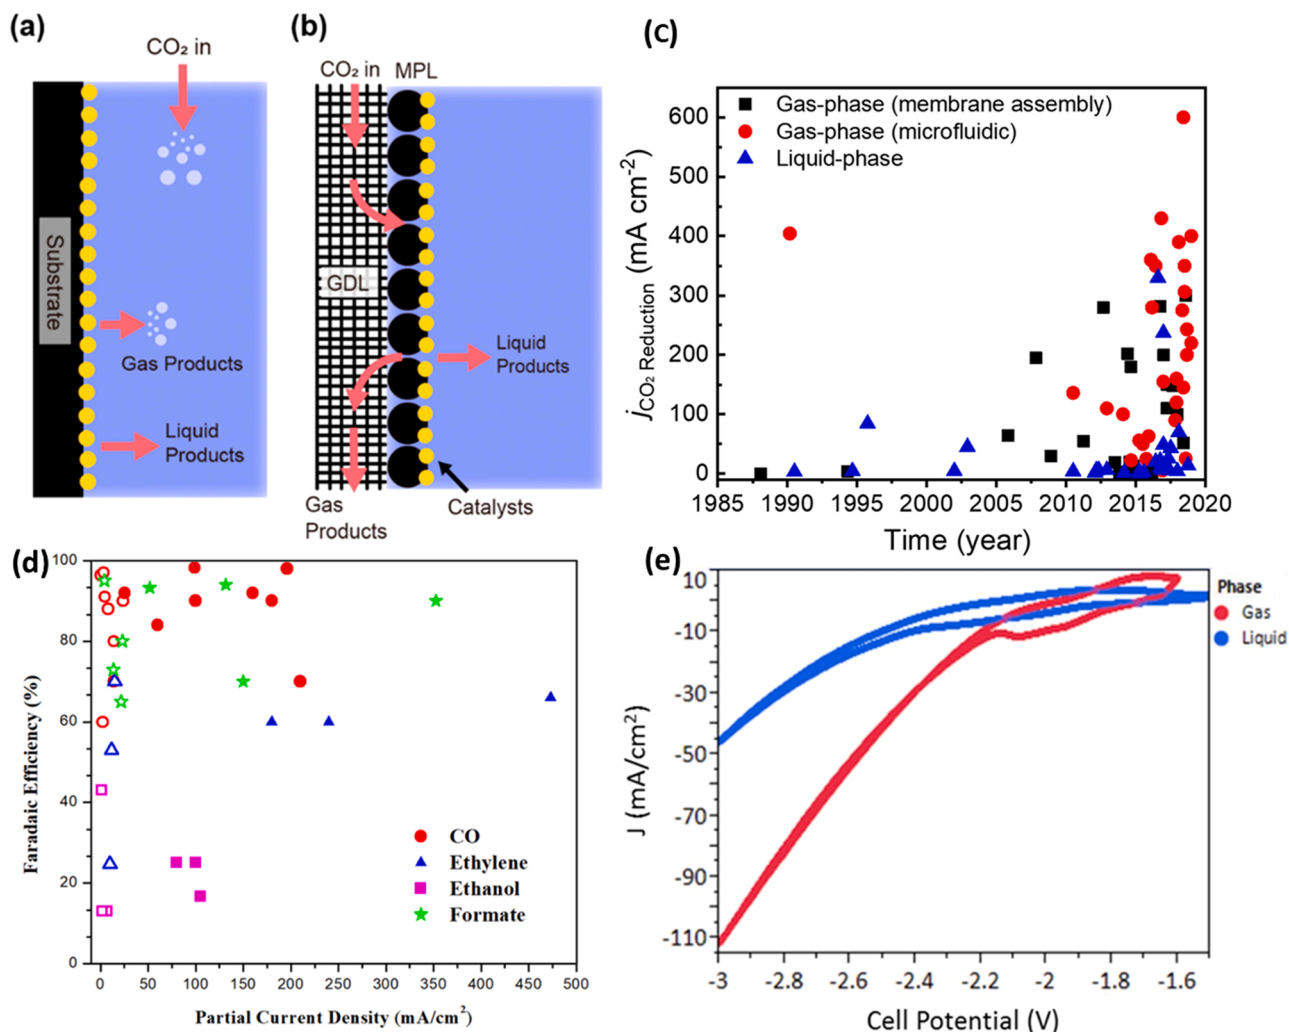 (a)
CO₂ in
Substrate
Gas Products
Liquid
Products
(b)
CO₂ in
MPL
GDL
Liquid
Products
Gas
Products
Catalysts
(c)
Gas-phase (membrane assembly)
Gas-phase (microfluidic)
Liquid-phase
jCO₂ Reduction (mA cm⁻²)
600
500
400
300
200
100
0
1985 1990 1995 2000 2005 2010 2015 2020
Time (year)
(d)
Faradaic Efficiency (%)
100
80
60
40
20
0
CO
Ethylene
Ethanol
Formate
0 50 100 150 200 250 300 350 400 450 500
Partial Current Density (mA/cm²)
(e)
J (mA/cm²)
10
-10
-30
-50
-70
-90
-110
Phase
Gas
Liquid
-3 -2.8 -2.6 -2.4 -2.2 -2 -1.8 -1.6
Cell Potential (V)